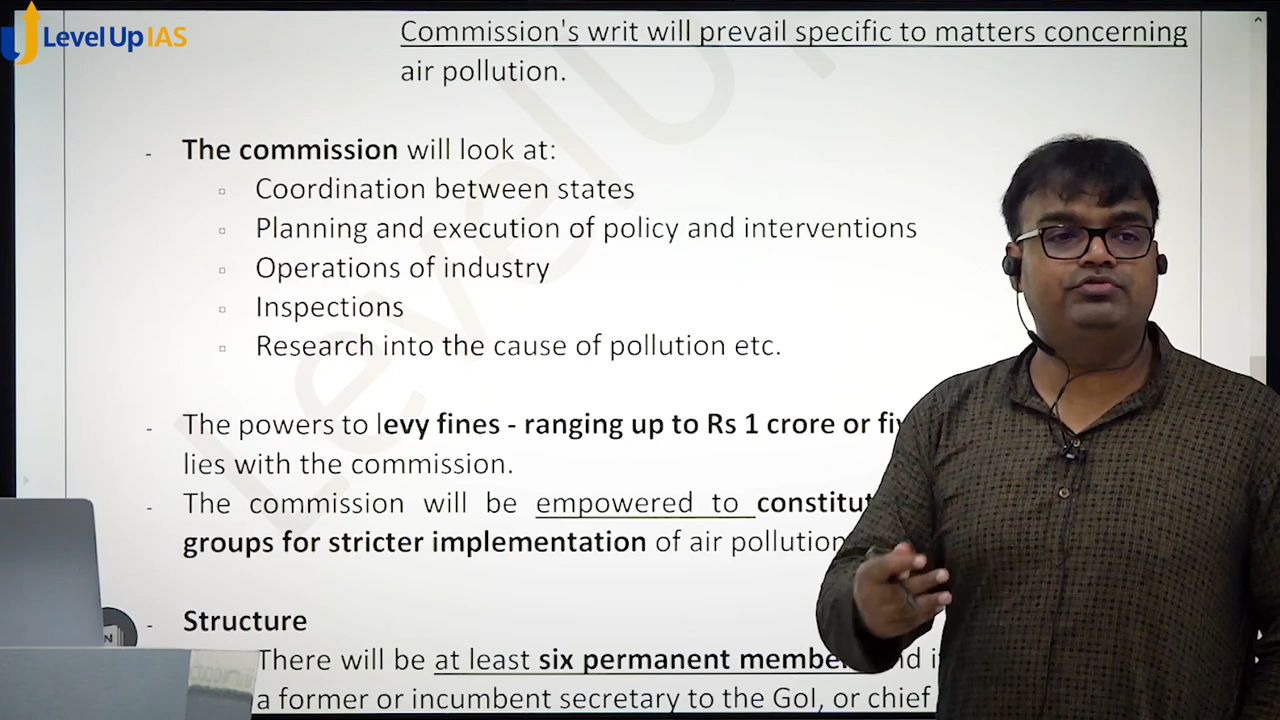 Level Up IAS
Commission's writ will prevail specific to matters concerning
air pollution.
- The commission will look at:
Coordination between states
Planning and execution of policy and interventions
Operations of industry
Inspections
Research into the cause of pollution etc.
- The powers to levy fines - ranging up to Rs 1 crore or
lies with the commission.
- The commission will be empowered to
groups for stricter implementation of air pollution
- Structure
There will be at least six permanent
a former or incumbent secretary to the GoI, or chief